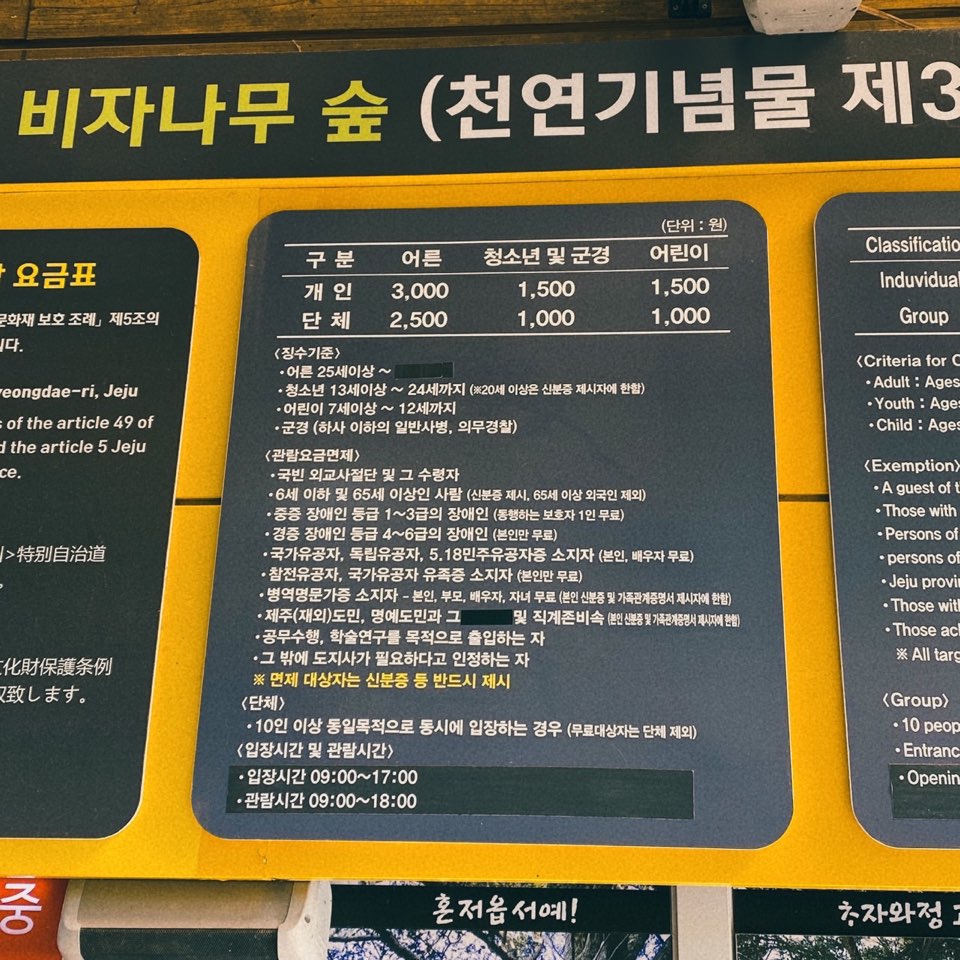 비자나무 숲 (천연기념물 제3
요금표
문화재 보호 조례」 제5조의
니다.
yeongdae-ri, Jeju
s of the article 49 of
d the article 5 Jeju
ce.
>特別自治道
文化財保護条例
収致します。
(단위 : 원)
구 분 어른 청소년 및 군경 어린이
개 인 3,000 1,500 1,500
단 체 2,500 1,000 1,000
〈징수기준〉
• 어른 25세이상 ~
• 청소년 13세이상 ~ 24세까지 (※20세 이상은 신분증 제시자에 한함)
• 어린이 7세이상 ~ 12세까지
• 군경 (하사 이하의 일반사병, 의무경찰)
〈관람요금면제〉
• 국빈 외교사절단 및 그 수령자
• 6세 이하 및 65세 이상인 사람 (신분증 제시, 65세 이상 외국인 제외)
• 중증 장애인 등급 1~3급의 장애인 (동행하는 보호자 1인 무료)
• 경증 장애인 등급 4~6급의 장애인 (본인만 무료)
• 국가유공자, 독립유공자, 5.18민주유공자증 소지자 (본인, 배우자 무료)
• 참전유공자, 국가유공자 유족증 소지자 (본인만 무료)
• 병역명문가증 소지자 - 본인, 부모, 배우자, 자녀 무료 (본인 신분증 및 가족관계증명서 제시자에 한함)
• 제주(재외)도민, 명예도민과 그 및 직계존비속 (본인 신분증 및 가족관계증명서 제시자에 한함)
• 공무수행, 학술연구를 목적으로 출입하는 자
• 그 밖에 도지사가 필요하다고 인정하는 자
※ 면제 대상자는 신분증 등 반드시 제시
〈단체〉
• 10인 이상 동일목적으로 동시에 입장하는 경우 (무료대상자는 단체 제외)
〈입장시간 및 관람시간〉
• 입장시간 09:00~17:00
• 관람시간 09:00~18:00
Classificatio
Induvidual
Group
〈Criteria for C
• Adult : Ages
• Youth : Ages
• Child : Ages
〈Exemption〉
• A guest of t
• Those with
• Persons of
• persons of
• Jeju provin
• Those with
• Those ack
※ All targ
〈Group〉
• 10 peop
• Entranc
• Openin
중
혼저옵서예!